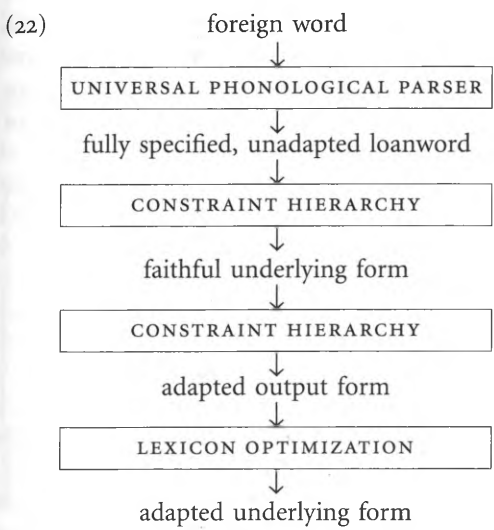 (22) foreign word
UNIVERSAL PHONOLOGICAL PARSER
fully specified, unadapted loanword
CONSTRAINT HIERARCHY
faithful underlying form
CONSTRAINT HIERARCHY
adapted output form
LEXICON OPTIMIZATION
adapted underlying form